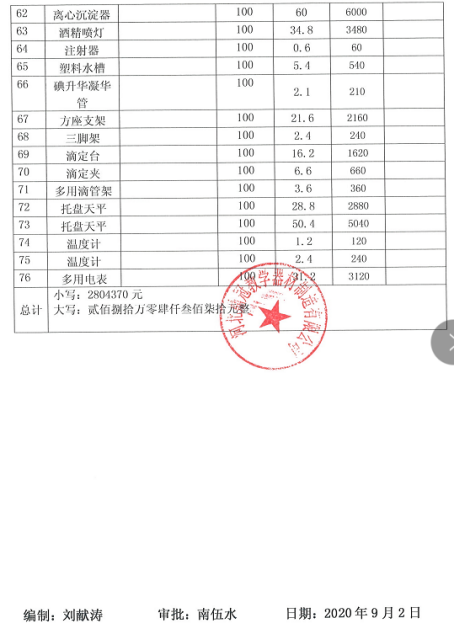 62 离心沉淀器 100 60 6000
63 酒精喷灯 100 34.8 3480
64 注射器 100 0.6 60
65 塑料水槽 100 5.4 540
66 碘升华凝华管 100 2.1 210
67 方座支架 100 21.6 2160
68 三脚架 100 2.4 240
69 滴定台 100 16.2 1620
70 滴定夹 100 6.6 660
71 多用滴管架 100 3.6 360
72 托盘天平 100 28.8 2880
73 托盘天平 100 50.4 5040
74 温度计 100 1.2 120
75 温度计 100 2.4 240
76 多用电表 100 31.2 3120
总计
小写：2804370 元
大写：贰佰捌拾万零肆仟叁佰柒拾元整
编制：刘献涛 审批：南伍水 日期：2020 年 9 月 2 日